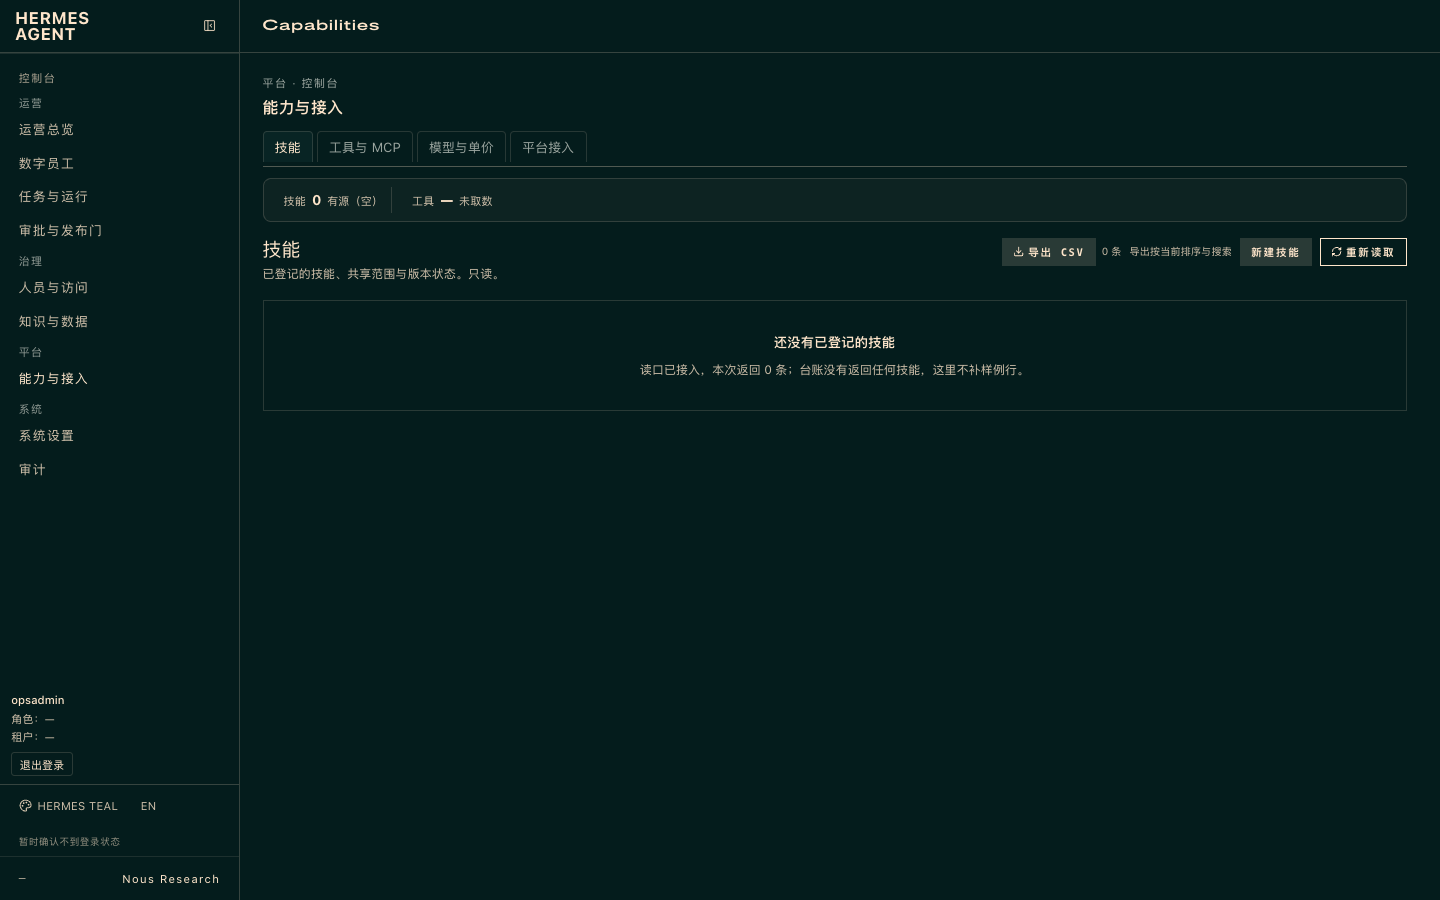 HERMES
AGENT
Capabilities
控制台
运营
运营总览
数字员工
任务与运行
审批与发布门
治理
人员与访问
知识与数据
平台
能力与接入
系统
系统设置
审计
opsadmin
角色：—
租户：—
退出登录
HERMES TEAL EN
暂时确认不到登录状态
— Nous Research
平台 · 控制台
能力与接入
技能 工具与 MCP 模型与单价 平台接入
技能 0 有源（空） 工具 — 未取数
技能
已登记的技能、共享范围与版本状态。只读。
导出 CSV 0 条 导出按当前排序与搜索 新建技能 重新读取
还没有已登记的技能
读口已接入，本次返回 0 条；台账没有返回任何技能，这里不补样例行。